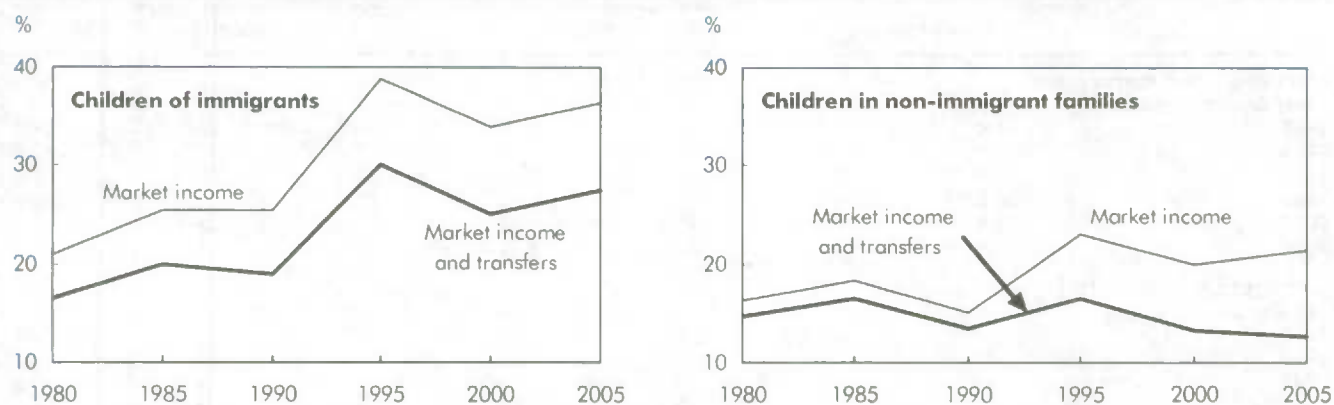 %
40
Children of immigrants
30
Market income
Market income
and transfers
20
10
1980 1985 1990 1995 2000 2005
%
40
Children in non-immigrant families
30
Market income
and transfers
Market income
20
10
1980 1985 1990 1995 2000 2005